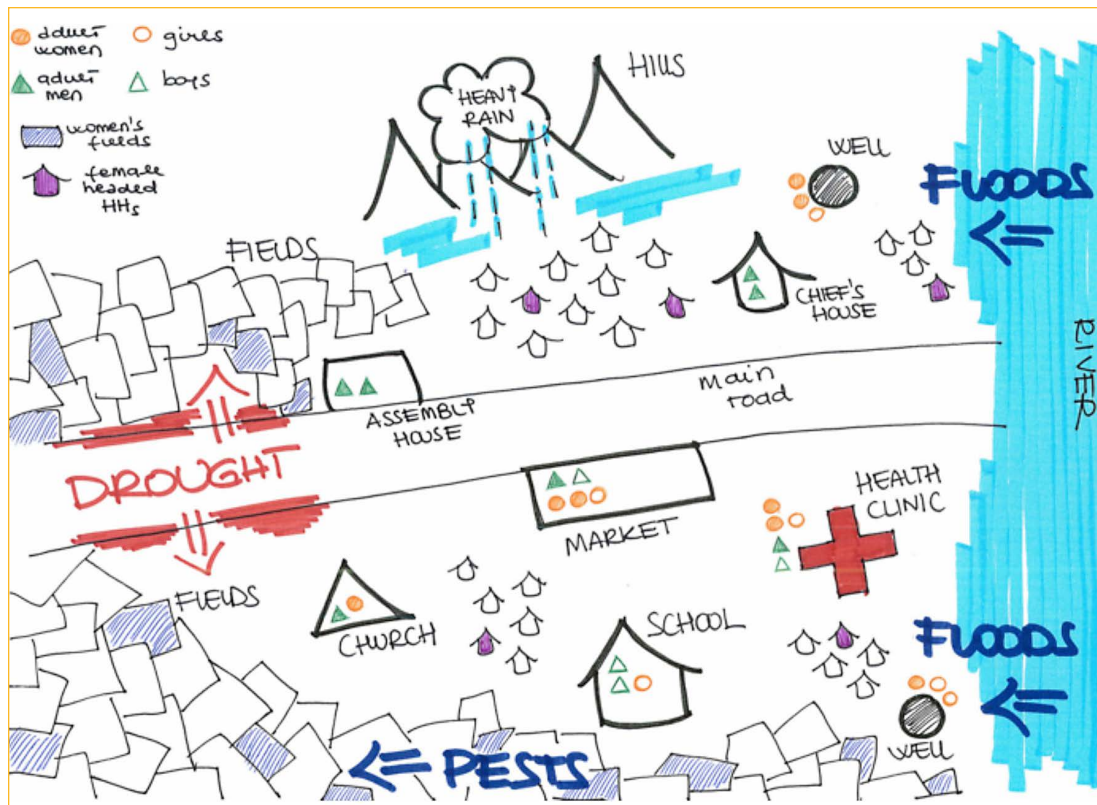 adult women
girls
adult men
boys
women's fields
female headed HHs
HEAVY RAIN
HILLS
WELL
FLOODS
FIELDS
CHIEF'S HOUSE
RIVER
ASSEMBLY HOUSE
main road
DROUGHT
MARKET
HEALTH CLINIC
FIELDS
CHURCH
SCHOOL
FLOODS
WELL
PESTS